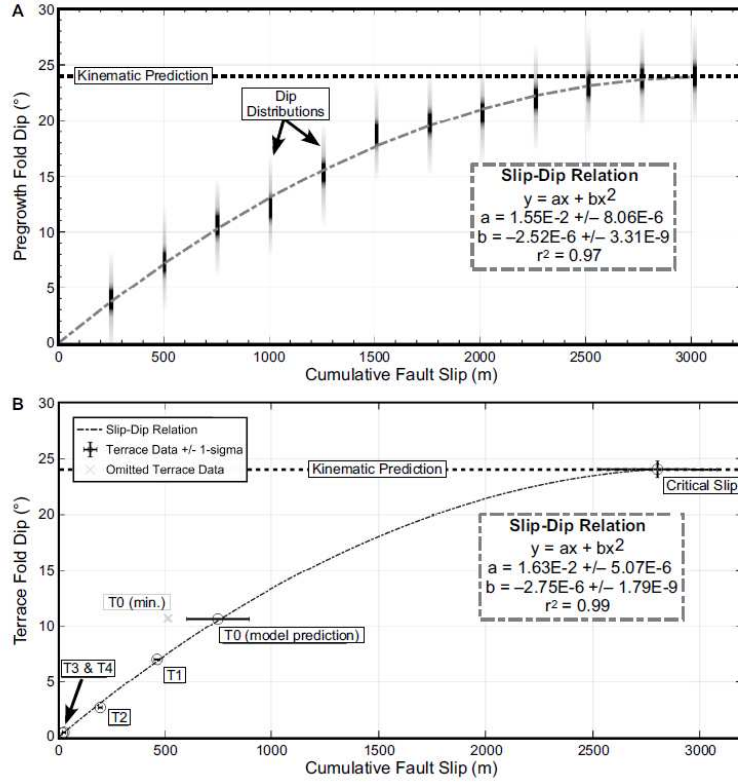 A
30
25
20
15
10
5
0
Pregrowth Fold Dip (°)
Kinematic Prediction
Dip
Distributions
Slip-Dip Relation
y = ax + bx2
a = 1.55E-2 +/- 8.06E-6
b = –2.52E-6 +/- 3.31E-9
r2 = 0.97
0
500
1000
1500
2000
2500
3000
Cumulative Fault Slip (m)
B
30
25
20
15
10
5
0
Terrace Fold Dip (°)
Slip-Dip Relation
Terrace Data +/- 1-sigma
Omitted Terrace Data
Kinematic Prediction
Critical Slip
Slip-Dip Relation
y = ax + bx2
a = 1.63E-2 +/– 5.07E-6
b = –2.75E-6 +/– 1.79E-9
r2 = 0.99
T0 (min.)
T0 (model prediction)
T3 & T4
T1
T2
0
500
1000
1500
2000
2500
3000
Cumulative Fault Slip (m)